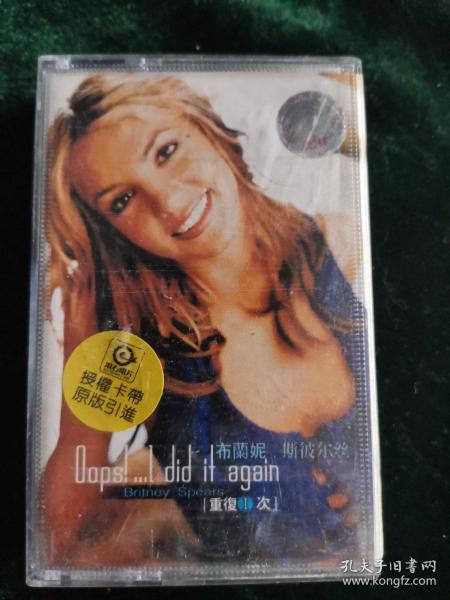 授權卡帶
原版引進
布蘭妮 斯彼尔丝
Oops!...I did it again
Britney Spears
[重復1次]
孔夫子旧书网
www.kongfz.com